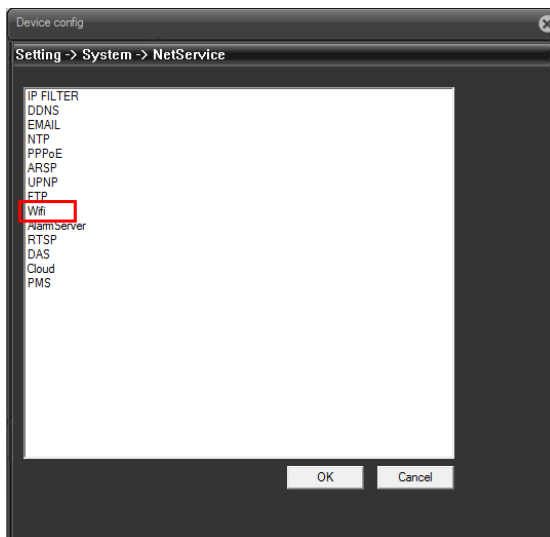 Device config
Setting -> System -> NetService
IP FILTER
DDNS
EMAIL
NTP
PPPoE
ARSP
UPNP
FTP
Wifi
AlarmServer
RTSP
DAS
Cloud
PMS
OK Cancel